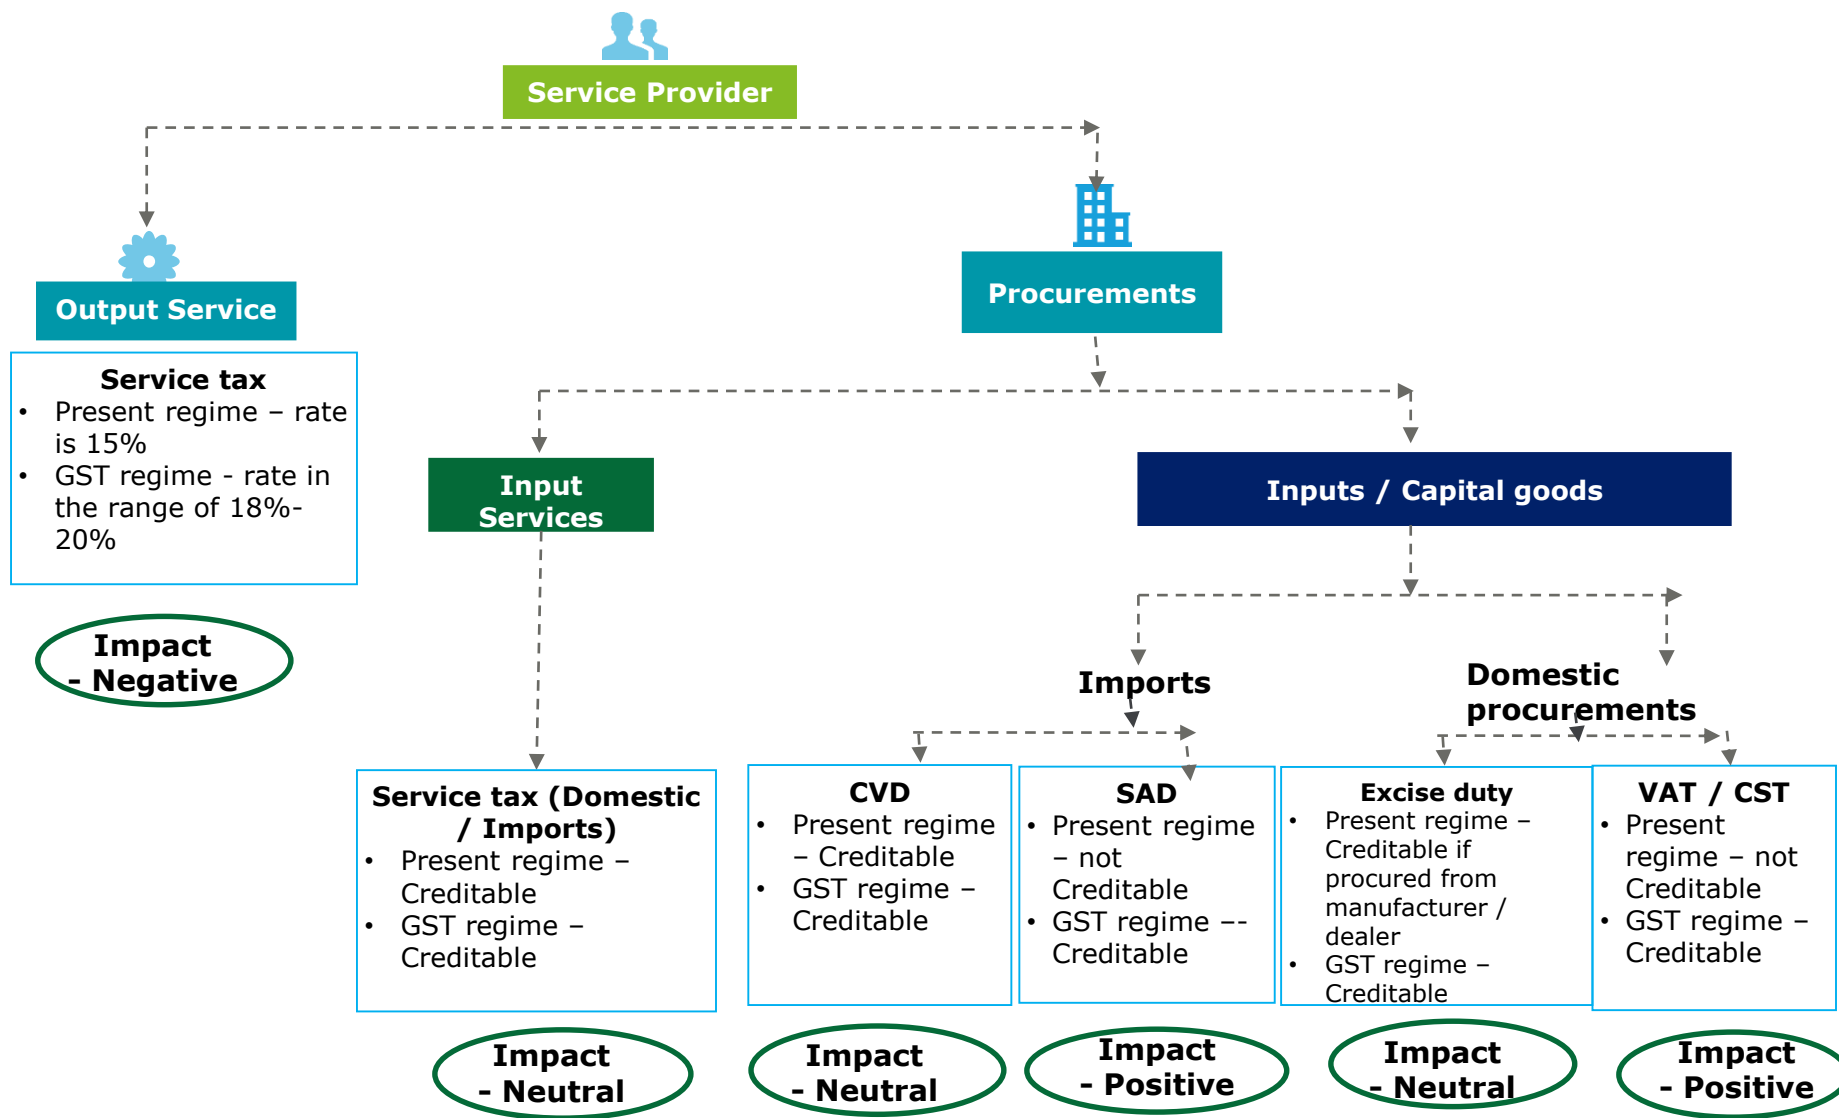 Service Provider
Output Service
Procurements
Service tax
• Present regime – rate
is 15%
• GST regime - rate in
the range of 18%-
20%
Impact
- Negative
Input
Services
Inputs / Capital goods
Imports
Domestic
procurements
Service tax (Domestic
/ Imports)
• Present regime –
Creditable
• GST regime –
Creditable
CVD
• Present regime
– Creditable
• GST regime –
Creditable
SAD
• Present regime
– not
Creditable
• GST regime –-
Creditable
Excise duty
• Present regime –
Creditable if
procured from
manufacturer /
dealer
• GST regime –
Creditable
VAT / CST
• Present
regime – not
Creditable
• GST regime –
Creditable
Impact
- Neutral
Impact
- Neutral
Impact
- Positive
Impact
- Neutral
Impact
- Positive